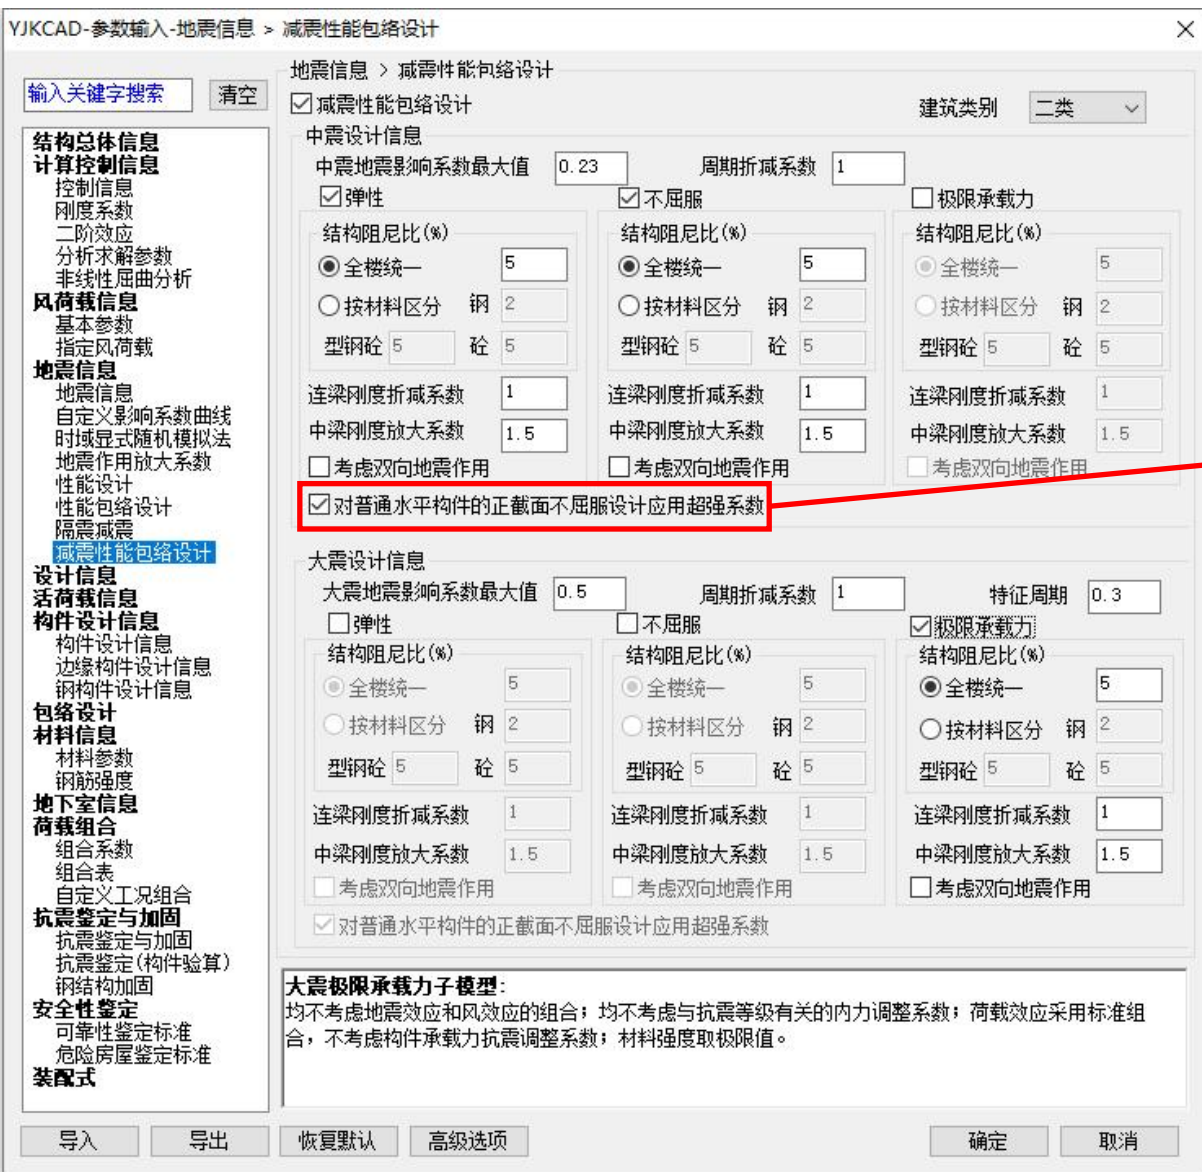 YJKCAD-参数输入-地震信息 > 减震性能包络设计
输入关键字搜索
清空
结构总体信息
计算控制信息
控制信息
刚度系数
二阶效应
分析求解参数
非线性屈曲分析
风荷载信息
基本参数
指定风荷载
地震信息
地震信息
自定义影响系数曲线
时域显式随机模拟法
地震作用放大系数
性能设计
性能包络设计
隔震减震
减震性能包络设计
设计信息
活荷载信息
构件设计信息
构件设计信息
边缘构件设计信息
钢构件设计信息
包络设计
材料信息
材料参数
钢筋强度
地下室信息
荷载组合
组合系数
组合表
自定义工况组合
抗震鉴定与加固
抗震鉴定与加固
抗震鉴定(构件验算)
钢结构加固
安全性鉴定
可靠性鉴定标准
危险房屋鉴定标准
装配式
地震信息 > 减震性能包络设计
减震性能包络设计
建筑类别 二类
中震设计信息
中震地震影响系数最大值 0.23 周期折减系数 1
弹性 不屈服 极限承载力
结构阻尼比(%) 结构阻尼比(%) 结构阻尼比(%)
全楼统一 5 全楼统一 5 全楼统一 5
按材料区分 钢 2 按材料区分 钢 2 按材料区分 钢 2
型钢砼 5 砼 5 型钢砼 5 砼 5 型钢砼 5 砼 5
连梁刚度折减系数 1 连梁刚度折减系数 1 连梁刚度折减系数 1
中梁刚度放大系数 1.5 中梁刚度放大系数 1.5 中梁刚度放大系数 1.5
考虑双向地震作用 考虑双向地震作用 考虑双向地震作用
对普通水平构件的正截面不屈服设计应用超强系数
大震设计信息
大震地震影响系数最大值 0.5 周期折减系数 1 特征周期 0.3
弹性 不屈服 极限承载力
结构阻尼比(%) 结构阻尼比(%) 结构阻尼比(%)
全楼统一 5 全楼统一 5 全楼统一 5
按材料区分 钢 2 按材料区分 钢 2 按材料区分 钢 2
型钢砼 5 砼 5 型钢砼 5 砼 5 型钢砼 5 砼 5
连梁刚度折减系数 1 连梁刚度折减系数 1 连梁刚度折减系数 1
中梁刚度放大系数 1.5 中梁刚度放大系数 1.5 中梁刚度放大系数 1.5
考虑双向地震作用 考虑双向地震作用 考虑双向地震作用
对普通水平构件的正截面不屈服设计应用超强系数
大震极限承载力子模型:
均不考虑地震效应和风效应的组合；均不考虑与抗震等级有关的内力调整系数；荷载效应采用标准组
合，不考虑构件承载力抗震调整系数；材料强度取极限值。
导入 导出 恢复默认 高级选项 确定 取消